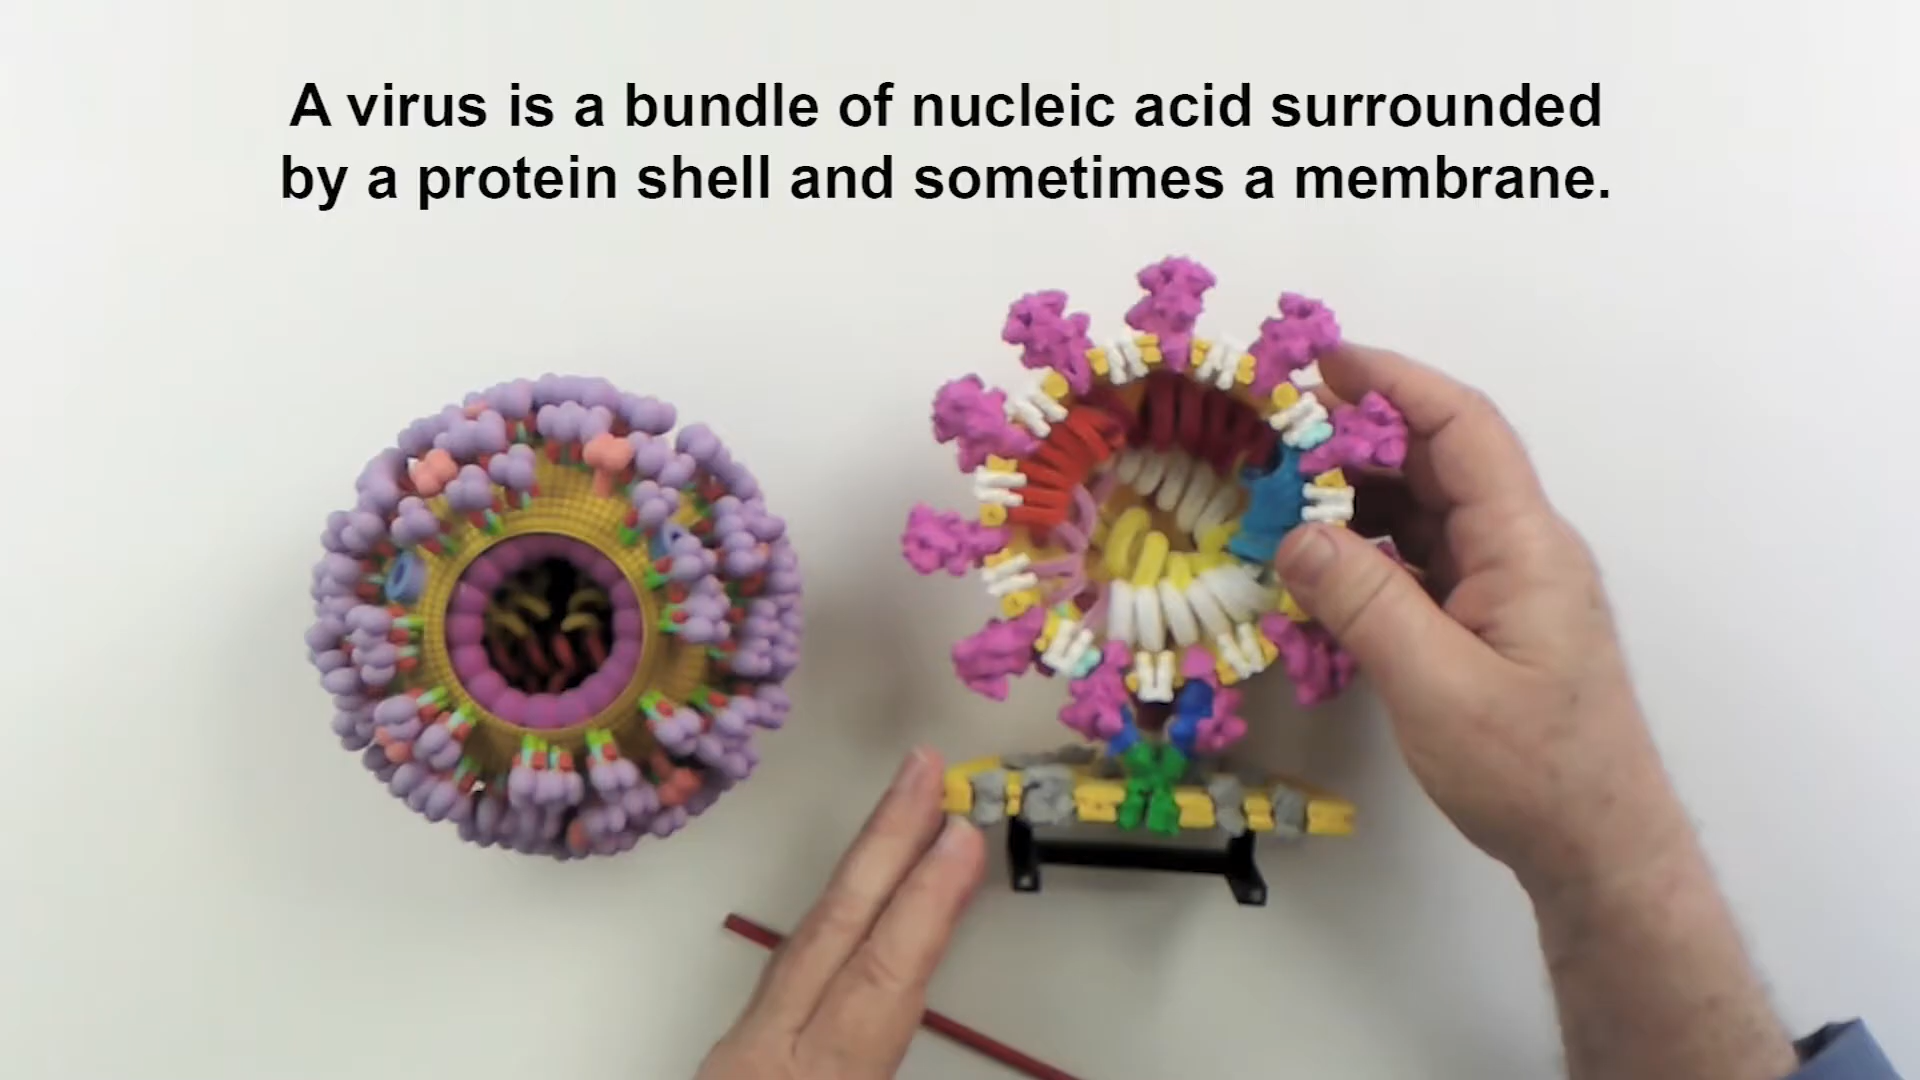 A virus is a bundle of nucleic acid surrounded
by a protein shell and sometimes a membrane.